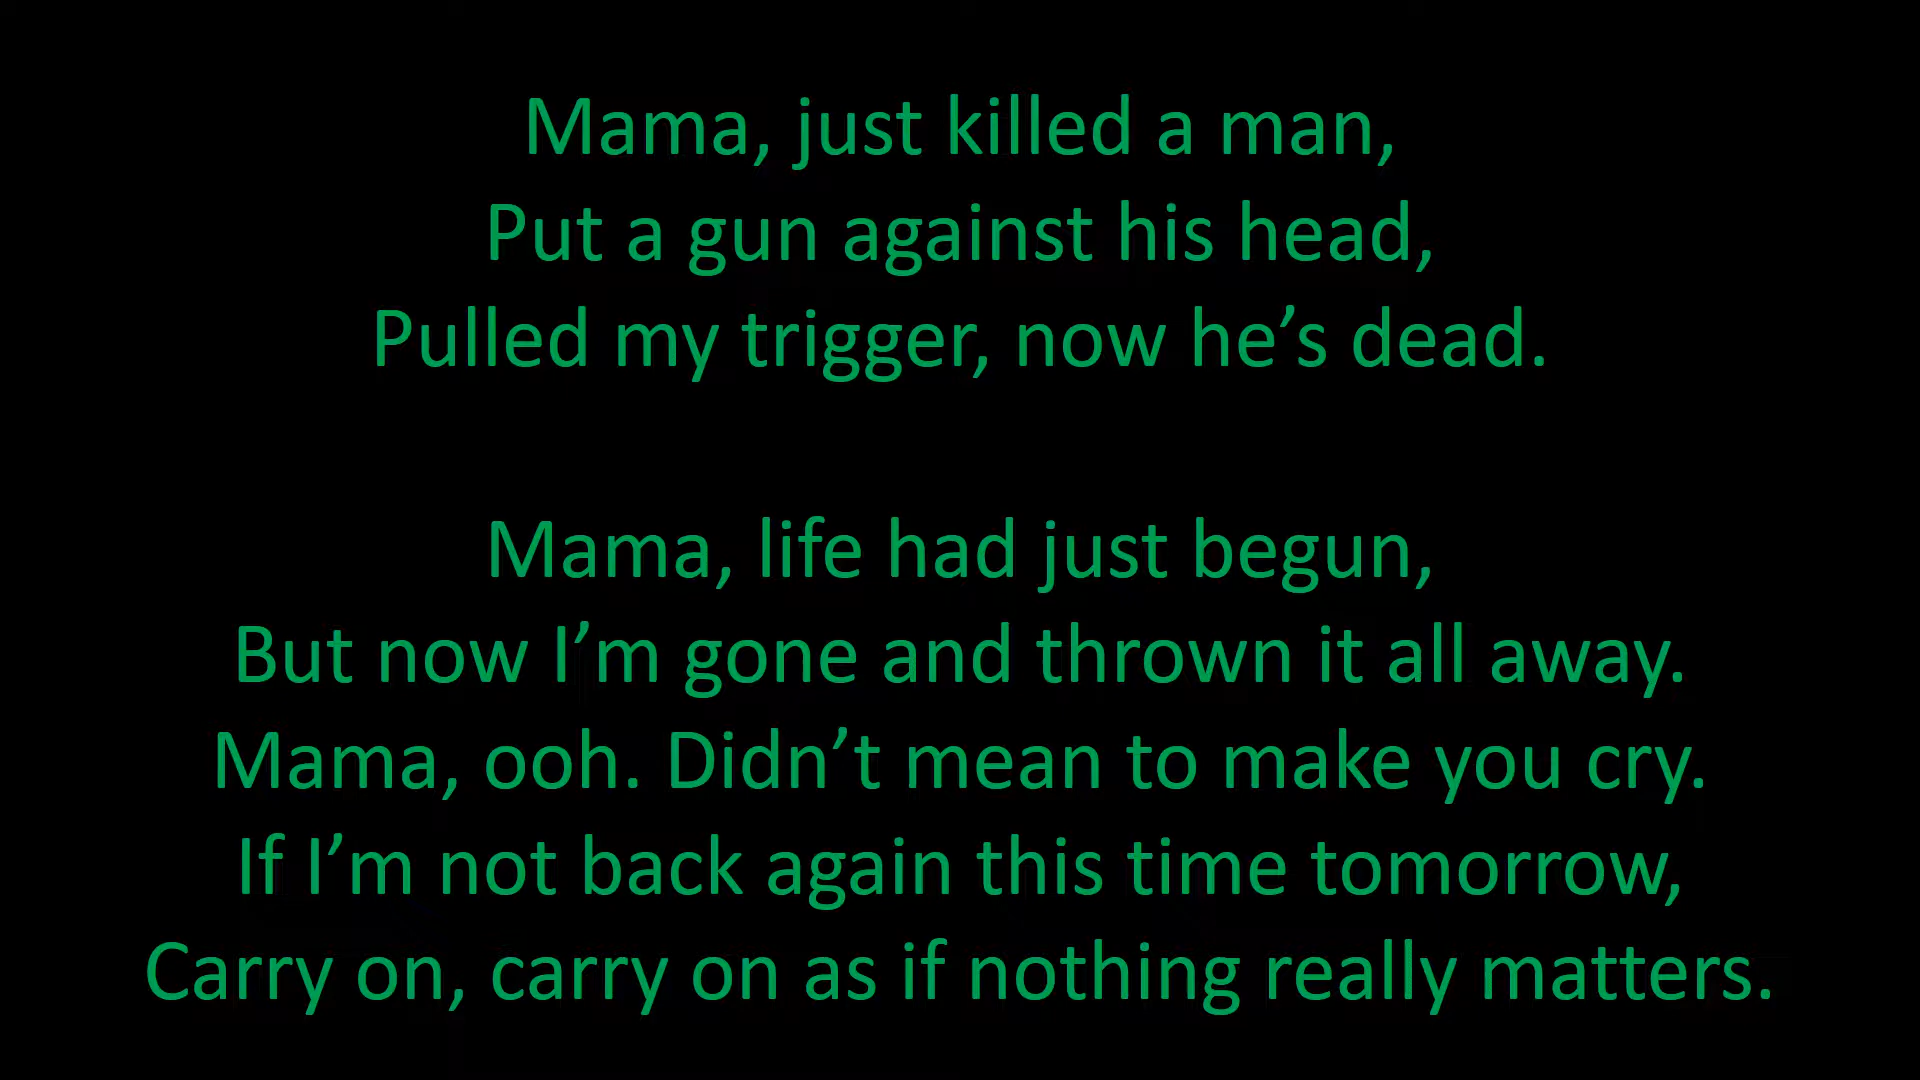 Mama, just killed a man,
Put a gun against his head,
Pulled my trigger, now he’s dead.

Mama, life had just begun,
But now I’m gone and thrown it all away.
Mama, ooh. Didn’t mean to make you cry.
If I’m not back again this time tomorrow,
Carry on, carry on as if nothing really matters.